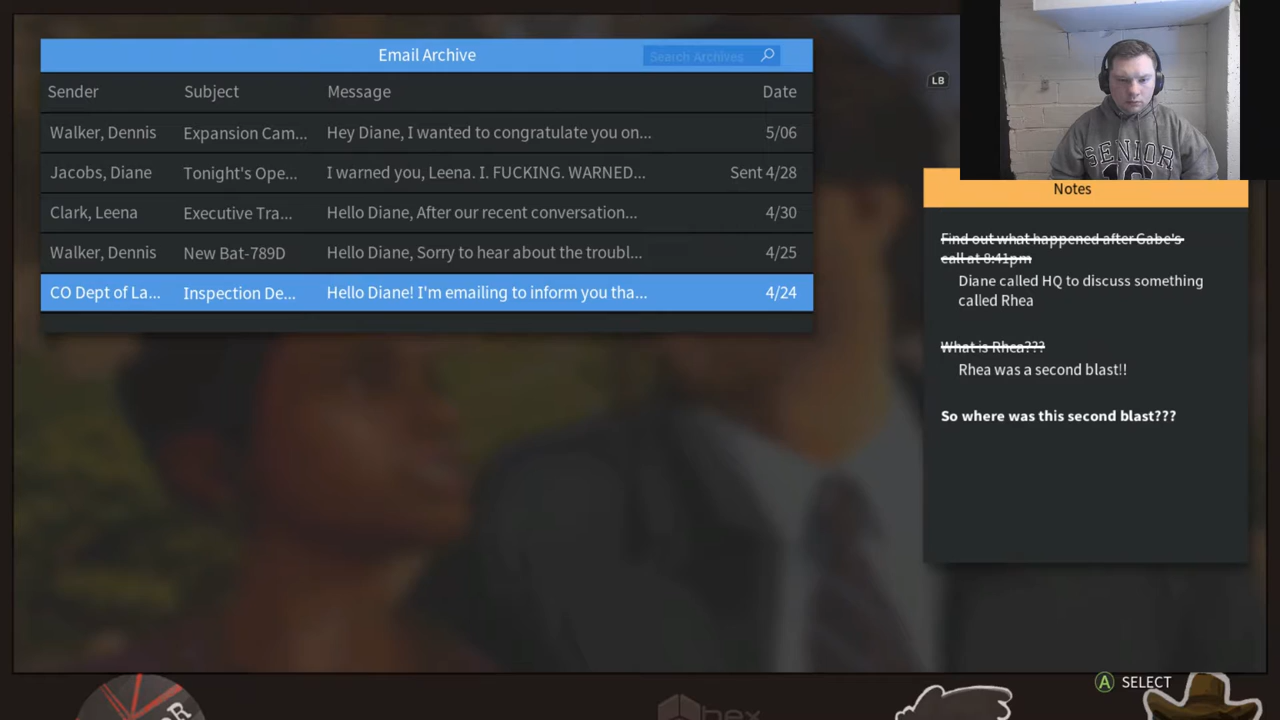 Email Archive
Search Archives
Sender Subject Message Date
Walker, Dennis Expansion Cam... Hey Diane, I wanted to congratulate you on... 5/06
Jacobs, Diane Tonight's Ope... I warned you, Leena. I. FUCKING. WARNED... Sent 4/28
Clark, Leena Executive Tra... Hello Diane, After our recent conversation... 4/30
Walker, Dennis New Bat-789D Hello Diane, Sorry to hear about the troubl... 4/25
CO Dept of La... Inspection De... Hello Diane! I'm emailing to inform you tha... 4/24
LB
SENIOR
Notes
Find out what happened after Gabe's
call at 8:41pm
Diane called HQ to discuss something
called Rhea
What is Rhea???
Rhea was a second blast!!
So where was this second blast???
A SELECT
hex